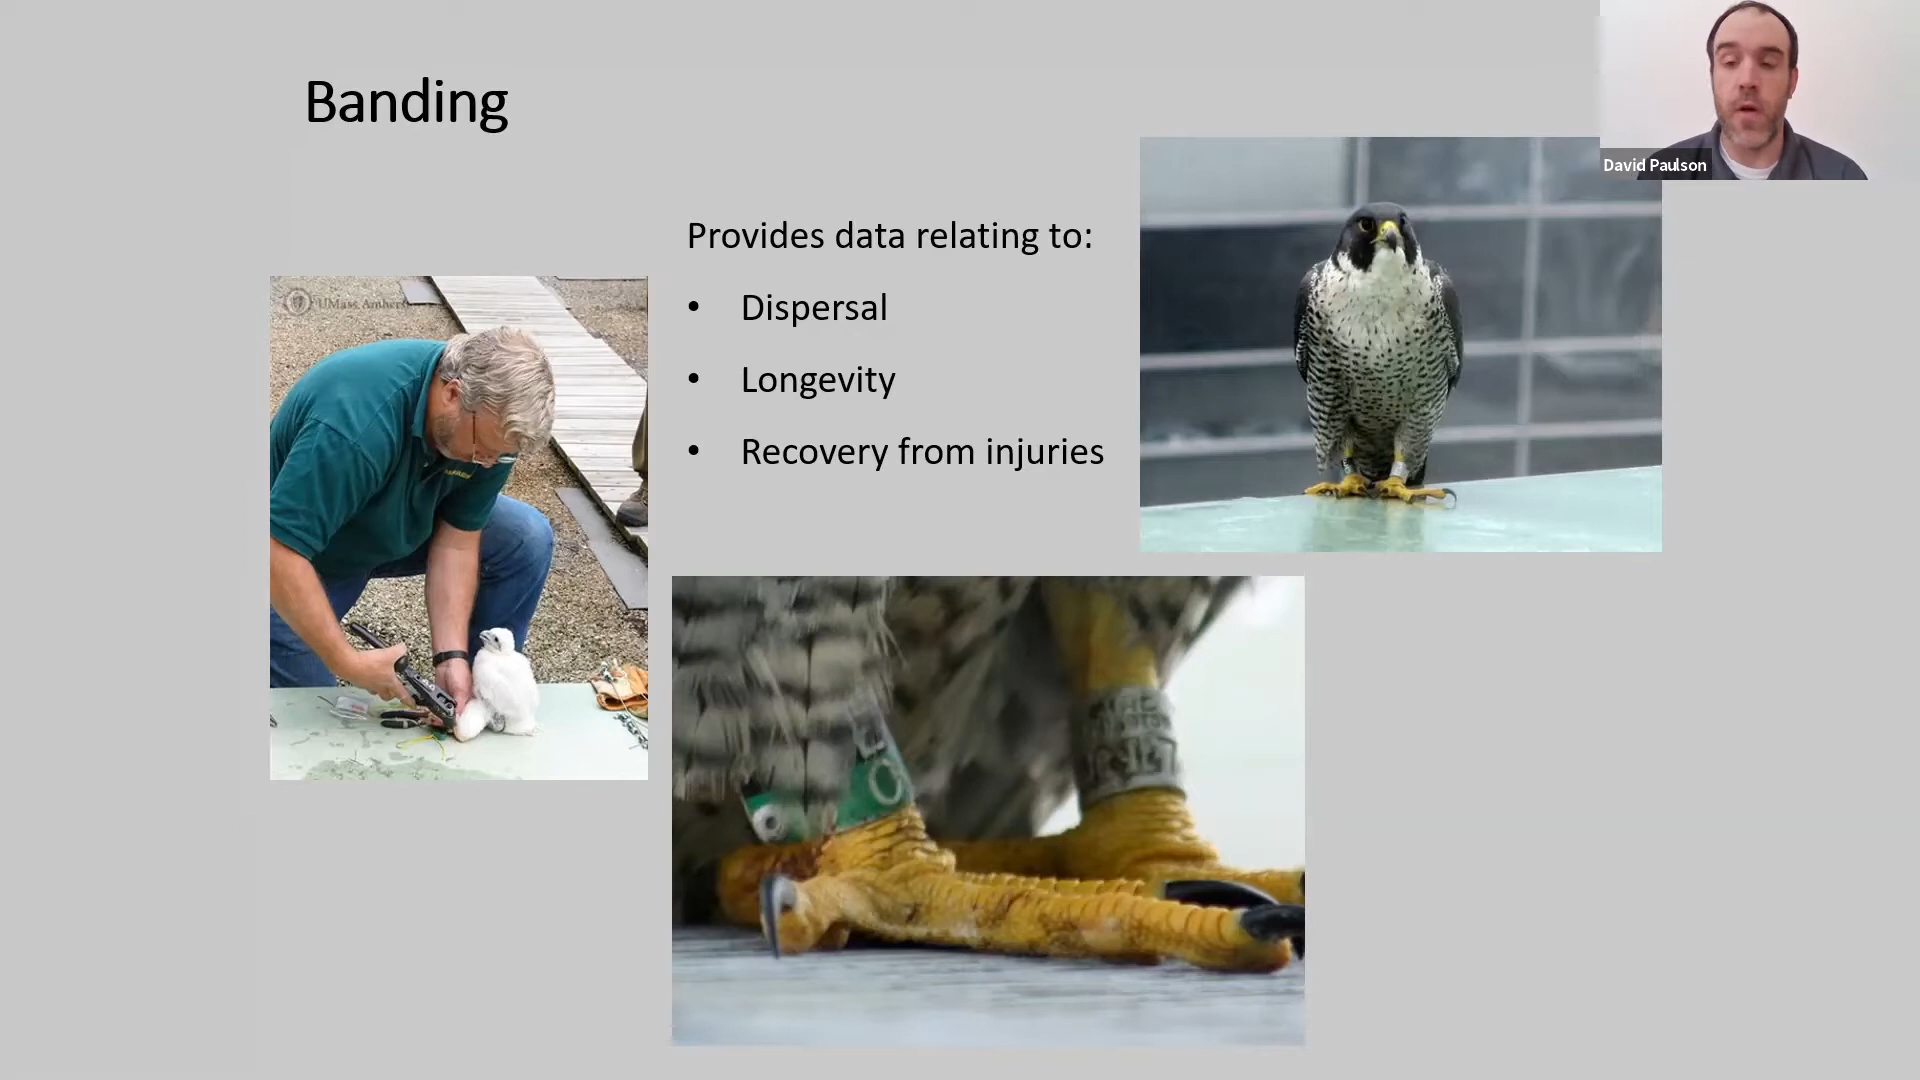 Banding
David Paulson
Provides data relating to:
• Dispersal
• Longevity
• Recovery from injuries
UMass Amherst